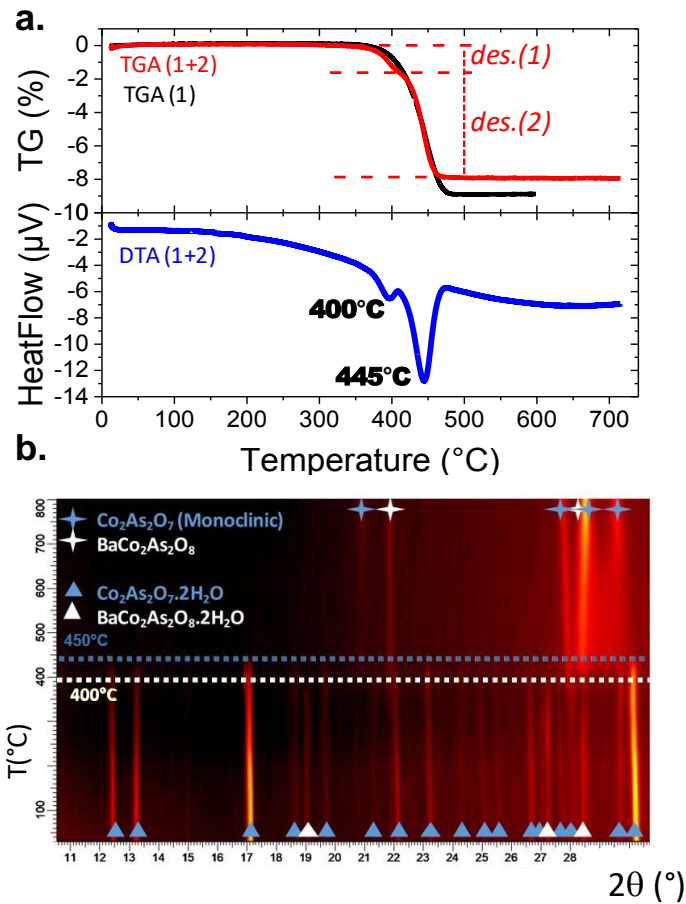 a.
0
-2
-4
-6
-8
-10
TG (%)
TGA (1+2)
TGA (1)
des.(1)
des.(2)
-2
-4
-6
-8
-10
-12
-14
HeatFlow (µV)
DTA (1+2)
400°C
445°C
0 100 200 300 400 500 600 700
Temperature (°C)
b.
800
700
600
500
400
100
T(°C)
Co₂As₂O₇ (Monoclinic)
BaCo₂As₂O₈
Co₂As₂O₇.2H₂O
BaCo₂As₂O₈.2H₂O
450°C
400°C
11 12 13 14 15 16 17 18 19 20 21 22 23 24 25 26 27 28
2θ (°)